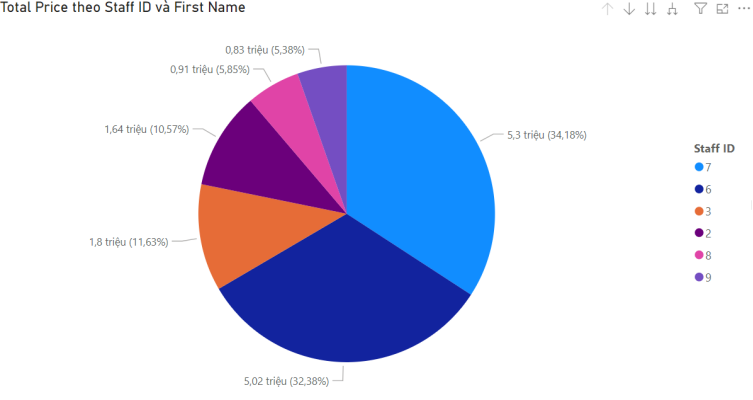 Total Price theo Staff ID và First Name
0,83 triệu (5,38%)
0,91 triệu (5,85%)
1,64 triệu (10,57%)
5,3 triệu (34,18%)
1,8 triệu (11,63%)
5,02 triệu (32,38%)
Staff ID
7
6
3
2
8
9